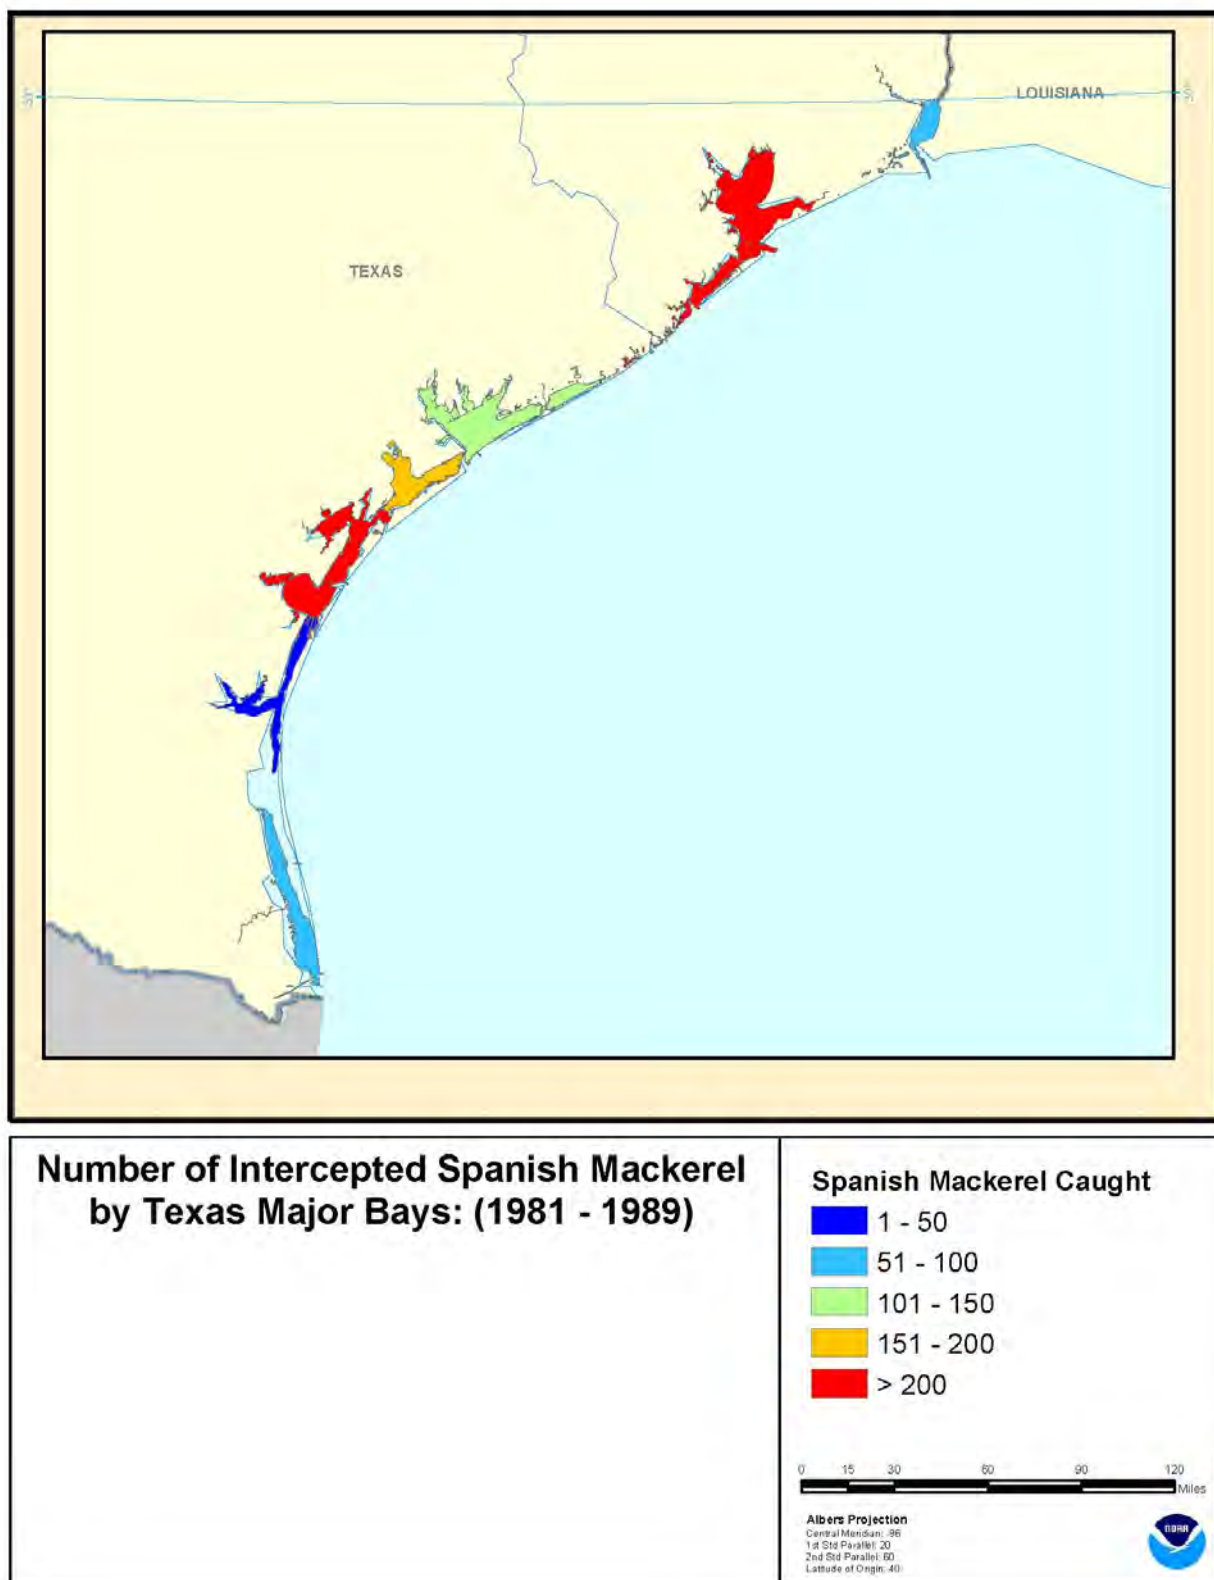 LOUISIANA
TEXAS
Number of Intercepted Spanish Mackerel
by Texas Major Bays: (1981 - 1989)
Spanish Mackerel Caught
1 - 50
51 - 100
101 - 150
151 - 200
> 200
0 15 30 60 90 120
Miles
Albers Projection
Central Meridian: -96
1st Std Parallel: 20
2nd Std Parallel: 60
Latitude of Origin: 40
NOAA